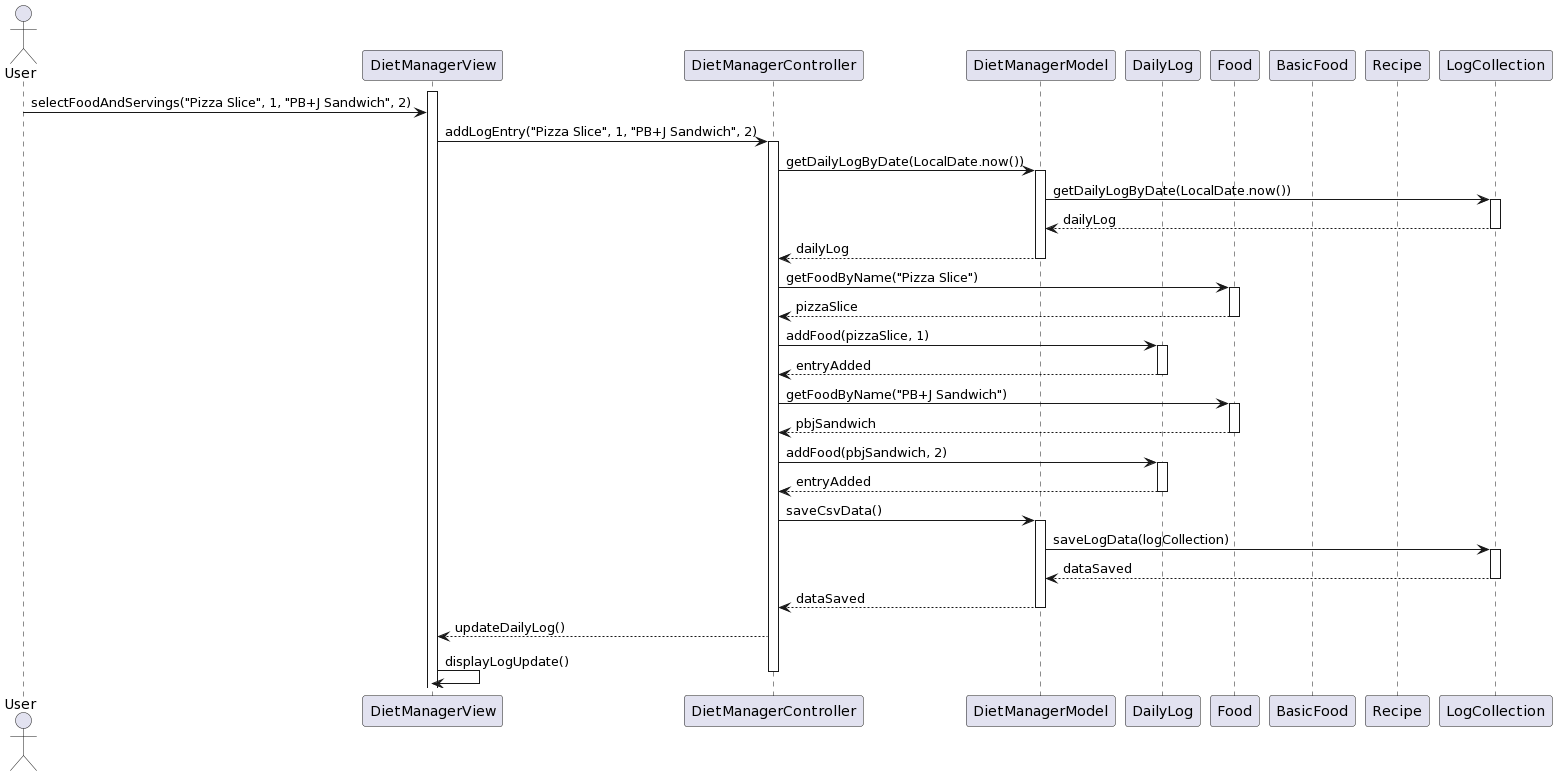 User
DietManagerView
DietManagerController
DietManagerModel
DailyLog
Food
BasicFood
Recipe
LogCollection
selectFoodAndServings("Pizza Slice", 1, "PB+J Sandwich", 2)
addLogEntry("Pizza Slice", 1, "PB+J Sandwich", 2)
getDailyLogByDate(LocalDate.now())
getDailyLogByDate(LocalDate.now())
dailyLog
dailyLog
getFoodByName("Pizza Slice")
pizzaSlice
addFood(pizzaSlice, 1)
entryAdded
getFoodByName("PB+J Sandwich")
pbjSandwich
addFood(pbjSandwich, 2)
entryAdded
saveCsvData()
saveLogData(logCollection)
dataSaved
dataSaved
updateDailyLog()
displayLogUpdate()
User
DietManagerView
DietManagerController
DietManagerModel
DailyLog
Food
BasicFood
Recipe
LogCollection